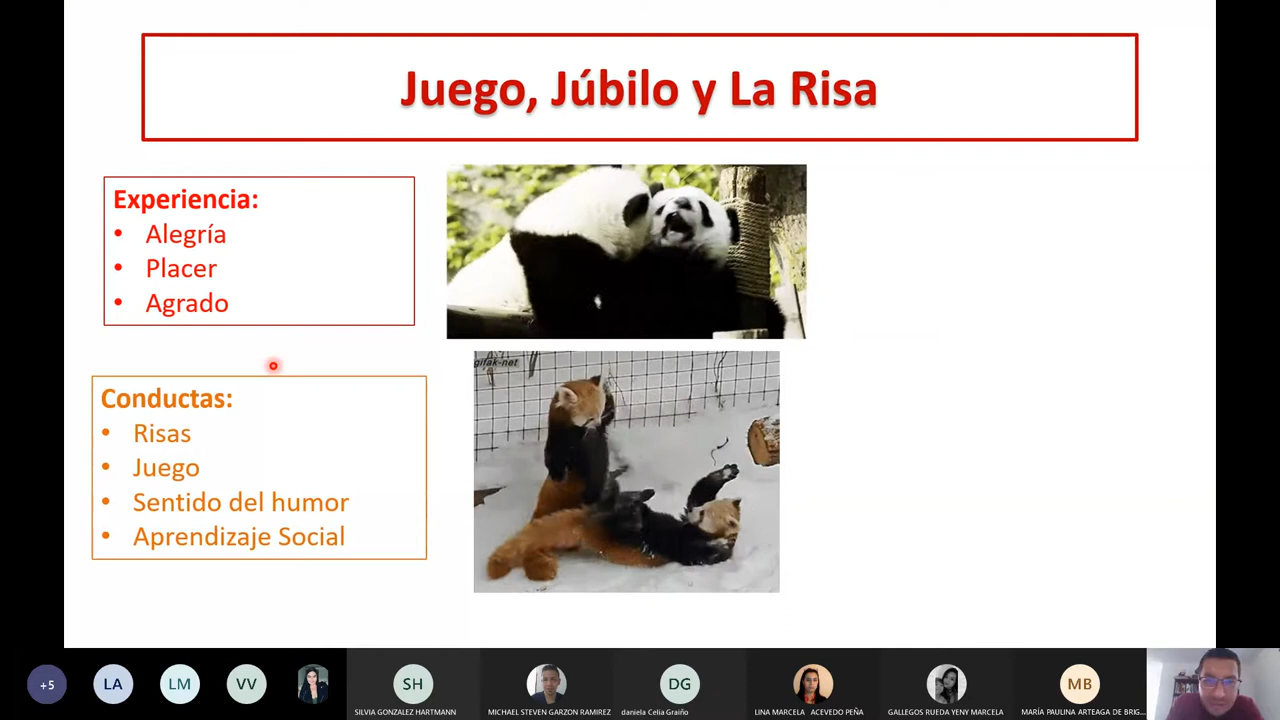 Juego, Júbilo y La Risa
Experiencia:
• Alegría
• Placer
• Agrado
gifak-net
Conductas:
• Risas
• Juego
• Sentido del humor
• Aprendizaje Social
+5
LA
LM
VV
SH
DG
MB
SILVIA GONZALEZ HARTMANN
MICHAEL STEVEN GARZON RAMIREZ
daniela Celia Graiño
LINA MARCELA ACEVEDO PEÑA
GALLEGOS RUEDA YENY MARCELA
MARÍA PAULINA ARTEAGA DE BRIG...